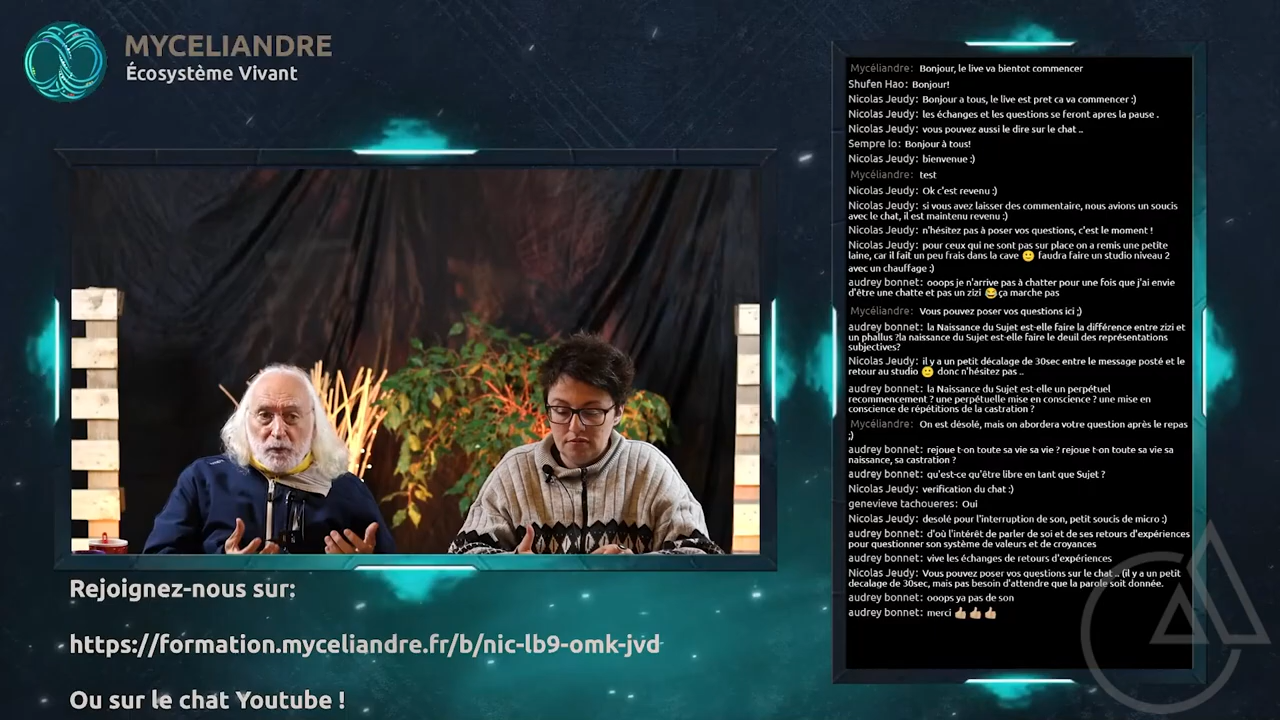 MYCELIANDRE
Écosystème Vivant
Mycéliandre: Bonjour, le live va bientot commencer
Shufen Hao: Bonjour!
Nicolas Jeudy: Bonjour a tous, le live est pret ca va commencer :)
Nicolas Jeudy: les échanges et les questions se feront apres la pause .
Nicolas Jeudy: vous pouvez aussi le dire sur le chat ..
Sempre Io: Bonjour à tous!
Nicolas Jeudy: bienvenue :)
Mycéliandre: test
Nicolas Jeudy: Ok c'est revenu :)
Nicolas Jeudy: si vous avez laisser des commentaire, nous avions un soucis
avec le chat, il est maintenu revenu :)
Nicolas Jeudy: n'hésitez pas à poser vos questions, c'est le moment !
Nicolas Jeudy: pour ceux qui ne sont pas sur place on a remis une petite
laine, car il fait un peu frais dans la cave 🙂 faudra faire un studio niveau 2
avec un chauffage :)
audrey bonnet: ooops je n'arrive pas à chatter pour une fois que j'ai envie
d'être une chatte et pas un zizi 😂 ça marche pas
Mycéliandre: Vous pouvez poser vos questions ici ;)
audrey bonnet: la Naissance du Sujet est-elle faire la différence entre zizi et
un phallus ?la naissance du Sujet est-elle faire le deuil des représentations
subjectives?
Nicolas Jeudy: il y a un petit décalage de 30sec entre le message posté et le
retour au studio 🙂 donc n'hésitez pas ..
audrey bonnet: la Naissance du Sujet est-elle un perpétuel
recommencement ? une perpétuelle mise en conscience ? une mise en
conscience de répétitions de la castration ?
Mycéliandre: On est désolé, mais on abordera votre question après le repas
;)
audrey bonnet: rejoue t-on toute sa vie sa vie ? rejoue t-on toute sa vie sa
naissance, sa castration ?
audrey bonnet: qu'est-ce qu'être libre en tant que Sujet ?
Nicolas Jeudy: verification du chat :)
genevieve tachoueres: Oui
Nicolas Jeudy: desolé pour l'interruption de son, petit soucis de micro :)
audrey bonnet: d'où l'intérêt de parler de soi et de ses retours d'expériences
pour questionner son système de valeurs et de croyances
audrey bonnet: vive les échanges de retours d'expériences
Nicolas Jeudy: Vous pouvez poser vos questions sur le chat .. (il y a un petit
decalage de 30sec, mais pas besoin d'attendre que la parole soit donnée.
audrey bonnet: ooops ya pas de son
audrey bonnet: merci 👍🏼👍🏼👍🏼
Rejoignez-nous sur:
https://formation.myceliandre.fr/b/nic-lb9-omk-jvd
Ou sur le chat Youtube !